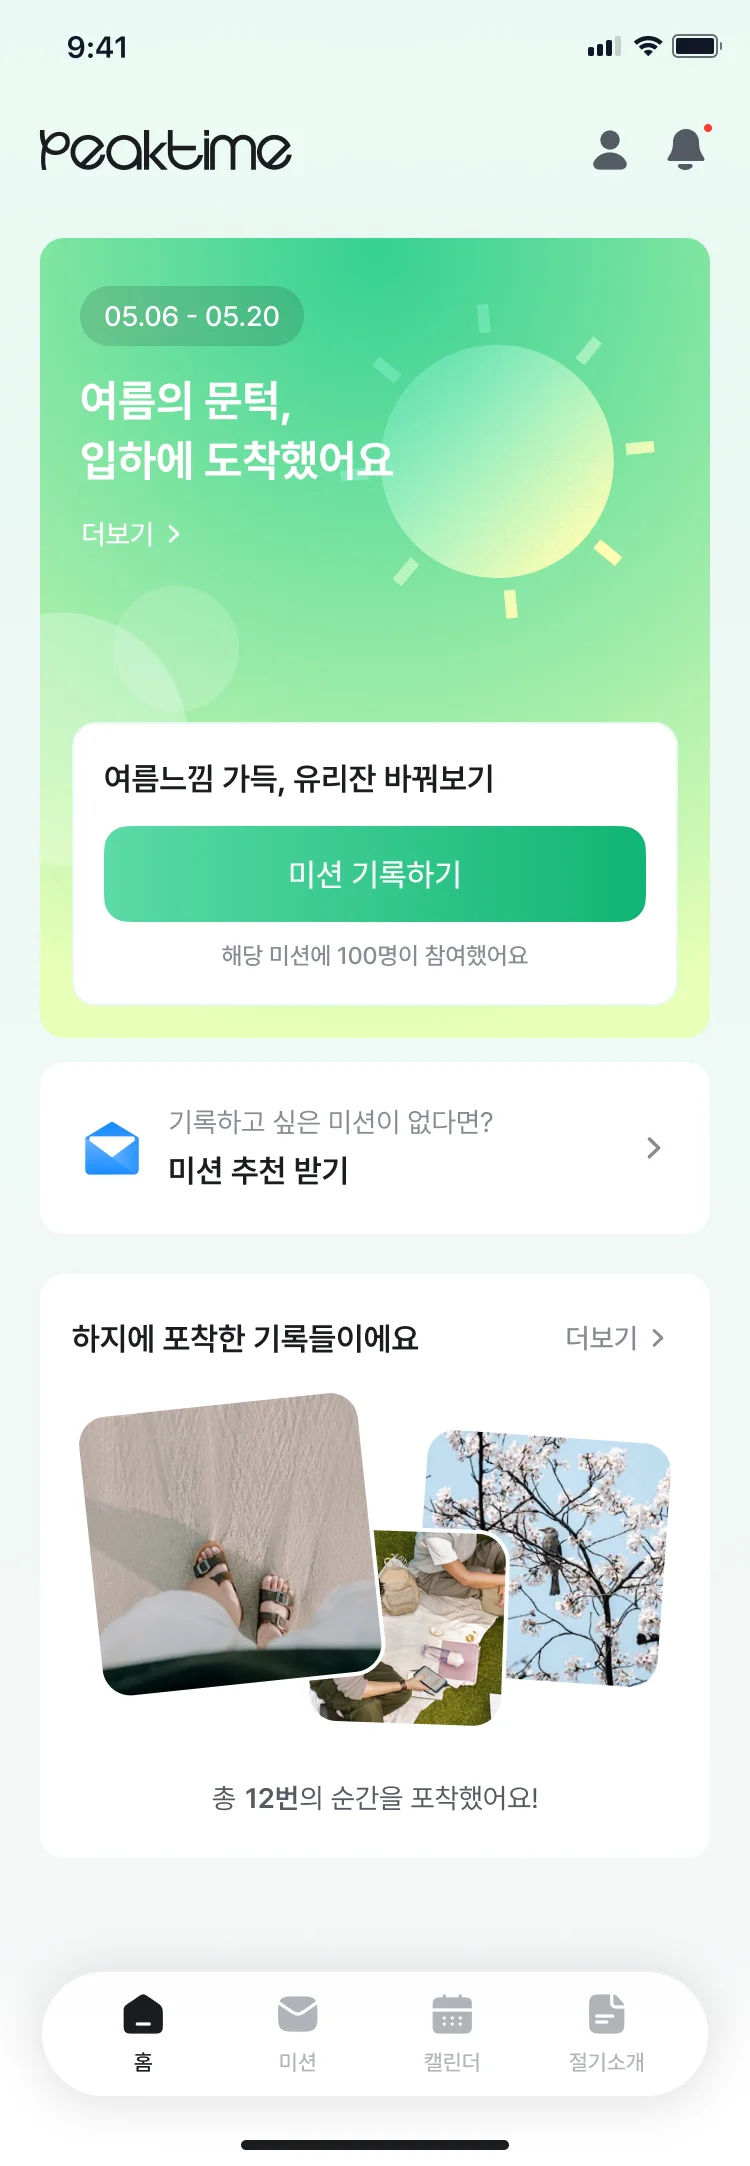 9:41
Peaktime
05.06 - 05.20
여름의 문턱,
입하에 도착했어요
더보기
여름느낌 가득, 유리잔 바꿔보기
미션 기록하기
해당 미션에 100명이 참여했어요
기록하고 싶은 미션이 없다면?
미션 추천 받기
하지에 포착한 기록들이에요
더보기
총 12번의 순간을 포착했어요!
홈
미션
캘린더
절기소개